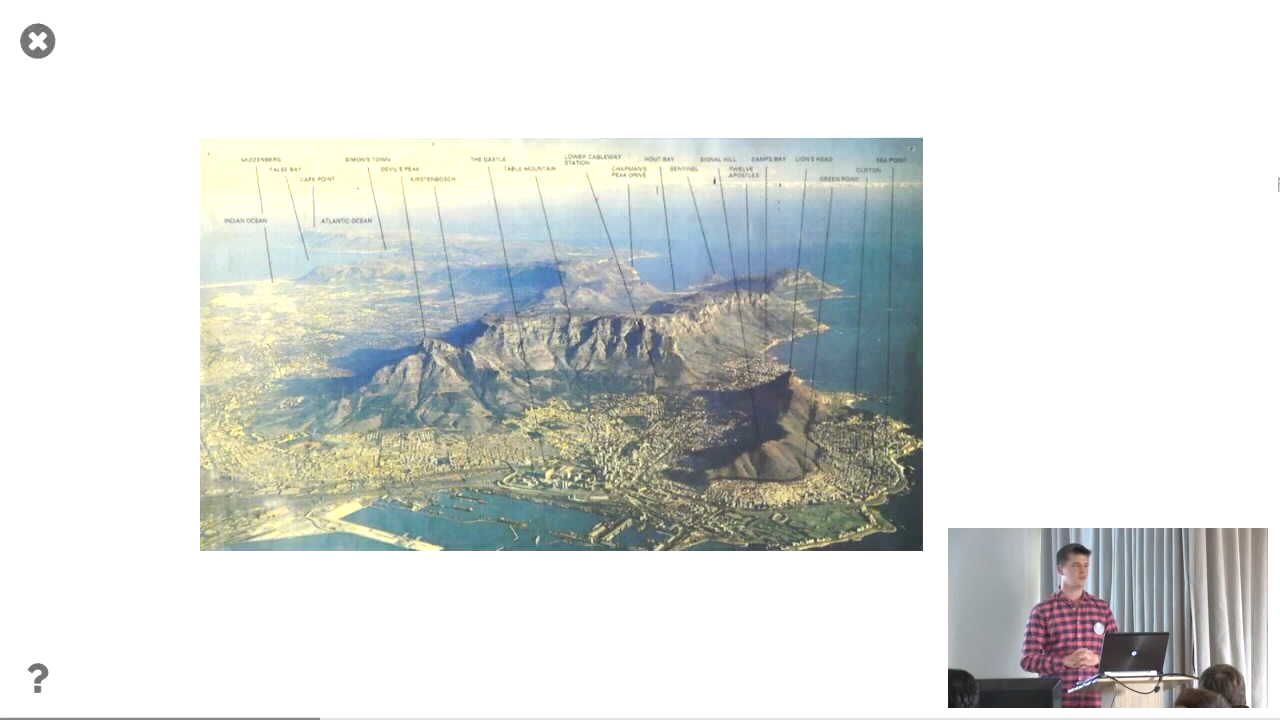 MUIZENBERG
SIMON'S TOWN
THE CASTLE
LOWER CABLEWAY
STATION
HOUT BAY
SIGNAL HILL
CAMPS BAY
LION'S HEAD
SEA POINT
FALSE BAY
DEVIL'S PEAK
TABLE MOUNTAIN
CHAPMAN'S
PEAK DRIVE
SENTINEL
TWELVE
APOSTLES
CLIFTON
CAPE POINT
KIRSTENBOSCH
GREEN POINT
INDIAN OCEAN
ATLANTIC OCEAN
?